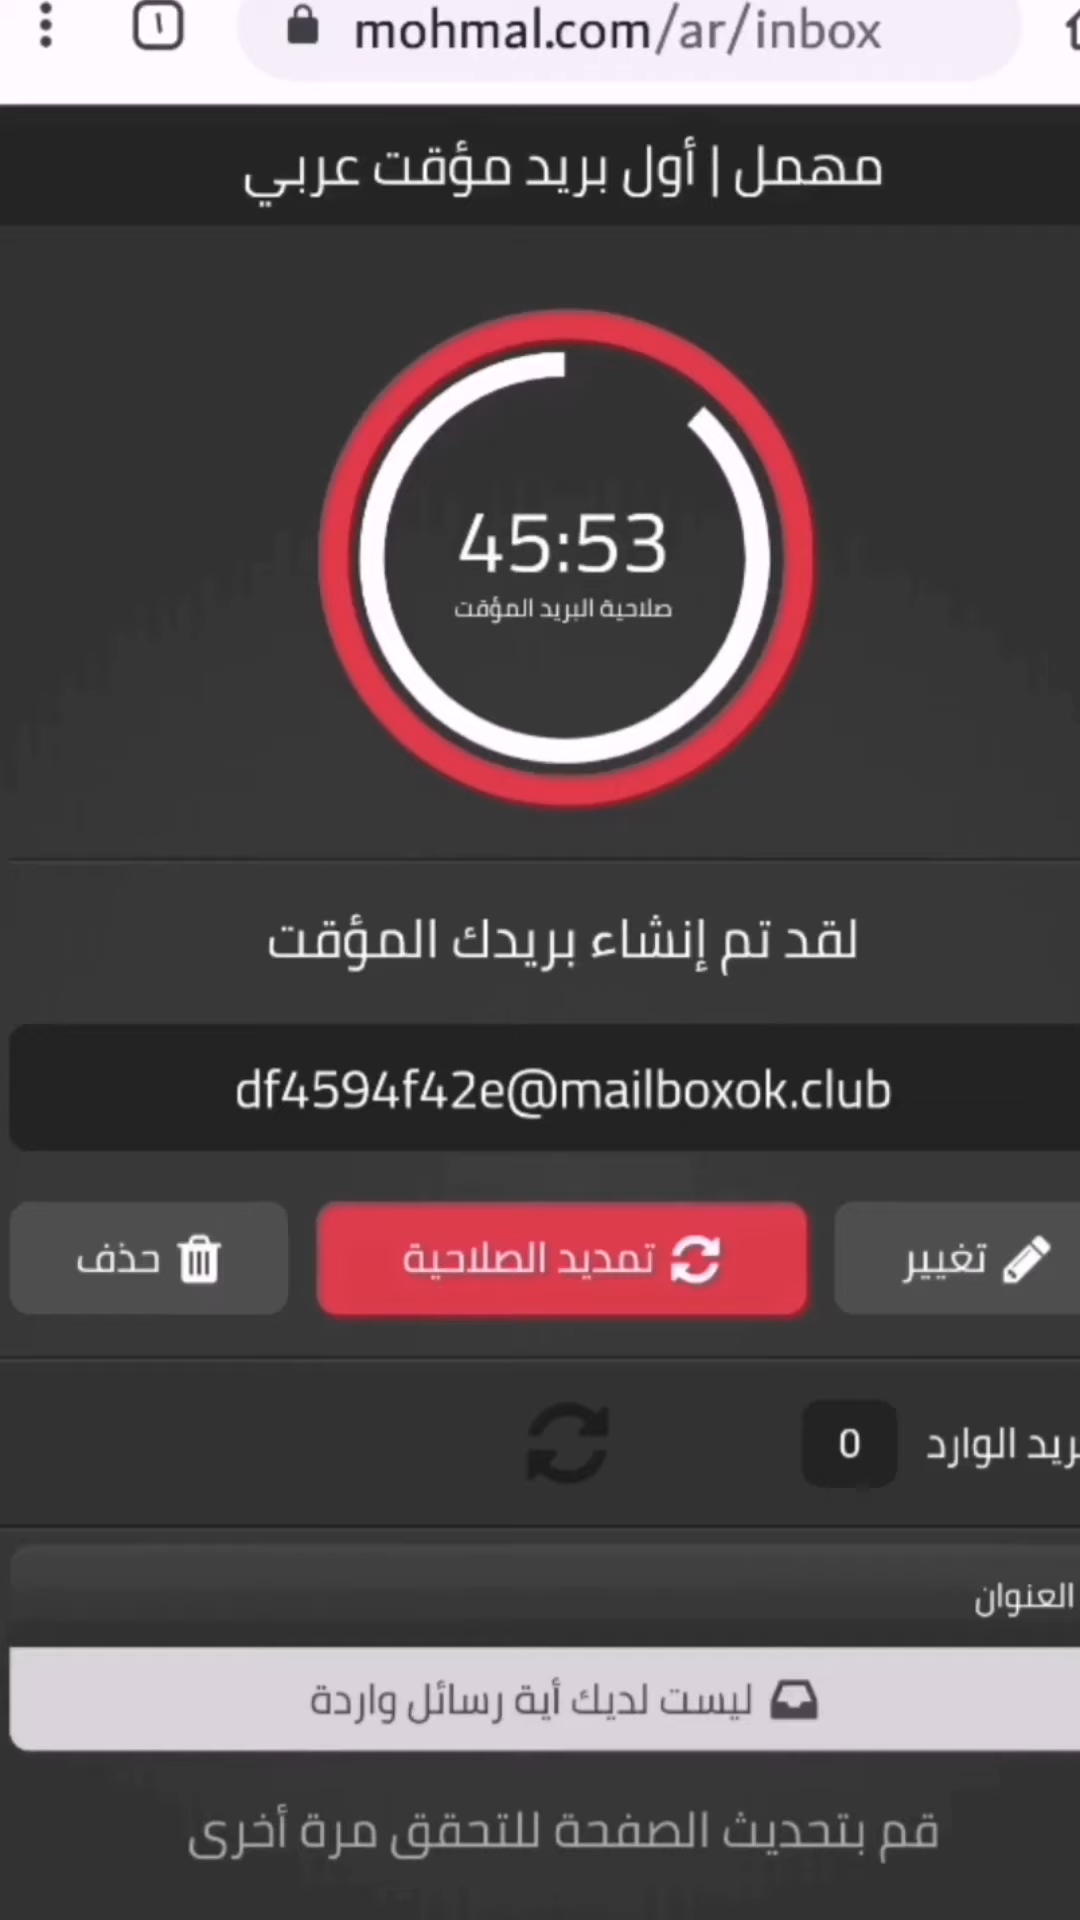 mohmal.com/ar/inbox
مهمل | أول بريد مؤقت عربي
45:53
صلاحية البريد المؤقت
لقد تم إنشاء بريدك المؤقت
df4594f42e@mailboxok.club
تغيير
تمديد الصلاحية
حذف
ريد الوارد 0
العنوان
ليست لديك أية رسائل واردة
قم بتحديث الصفحة للتحقق مرة أخرى